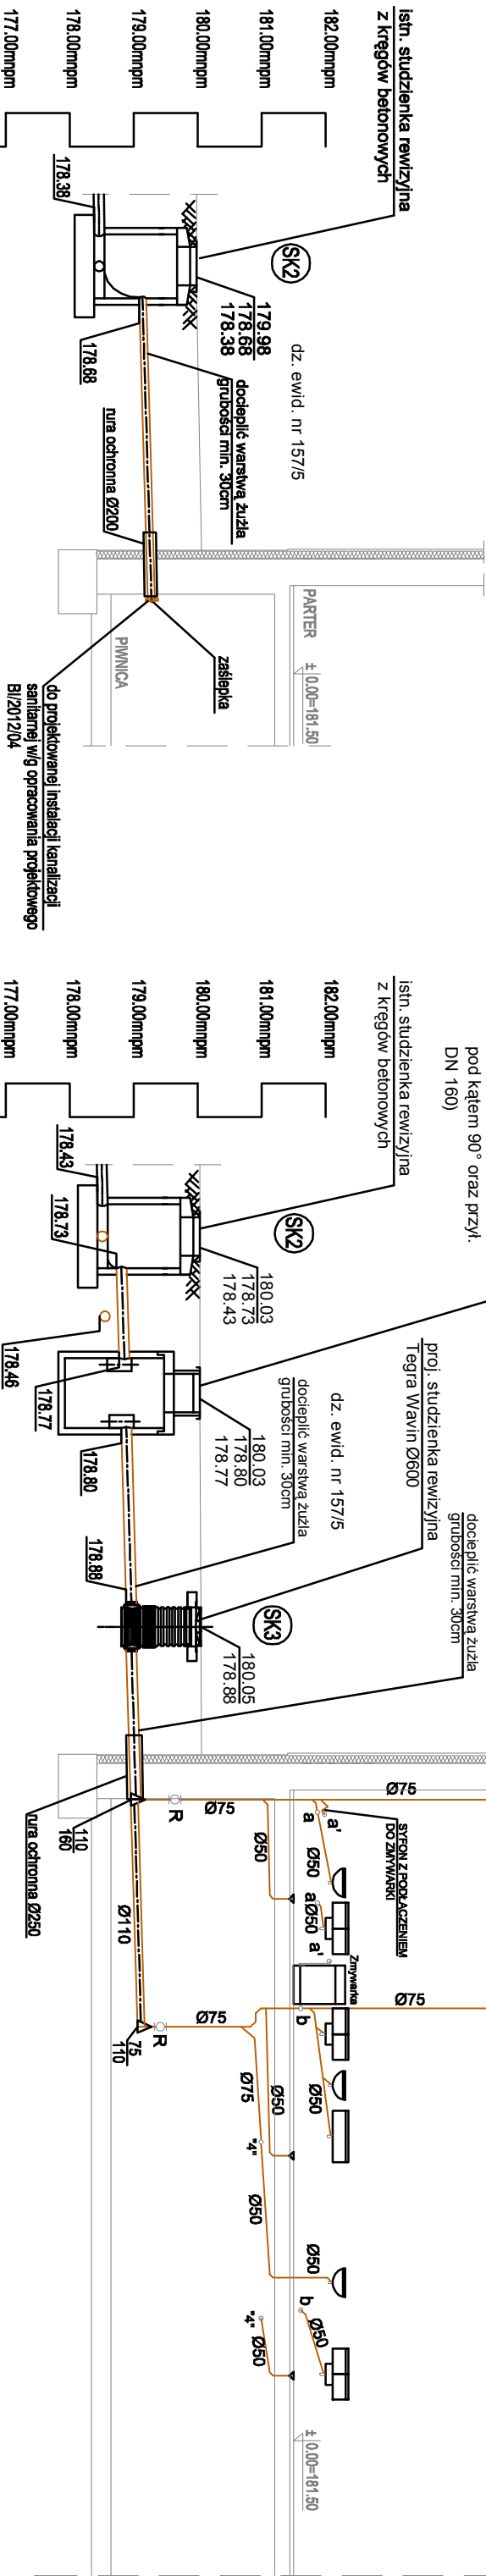 istn. studzienka rewizyjna
z kręgów betonowych
182.00mnpm
181.00mnpm
180.00mnpm
179.00mnpm
178.00mnpm
177.00mnpm
SK2
179.98
178.68
178.38
dz. ewid. nr 157/5
docieplić warstwą żużla
grubości min. 30cm
178.38
178.68
rura ochronna Ø200
PARTER
± 0.00=181.50
PIWNICA
zaślepka
do projektowanej instalacji kanalizacji
sanitarnej w/g opracowania projektowego
BI/2012/04
pod kątem 90° oraz przył.
DN 160)
istn. studzienka rewizyjna
z kręgów betonowych
182.00mnpm
181.00mnpm
180.00mnpm
179.00mnpm
178.00mnpm
177.00mnpm
SK2
180.03
178.73
178.43
178.43
178.73
178.46
178.77
178.80
180.03
178.80
178.77
dz. ewid. nr 157/5
docieplić warstwą żużla
grubości min. 30cm
proj. studzienka rewizyjna
Tegra Wavin Ø600
docieplić warstwą żużla
grubości min. 30cm
178.88
SK3
180.05
178.88
rura ochronna Ø250
110
160
Ø110
R
Ø75
Ø50
Ø75
a
a'
SYFON Z PODŁĄCZENIEM
DO ZMYWARKI
Ø50
a
Ø50
a'
Zmywarka
75
110
R
Ø75
Ø75
b
Ø50
Ø75
Ø50
"4"
Ø50
Ø50
b
Ø50
"4"
Ø50
± 0.00=181.50